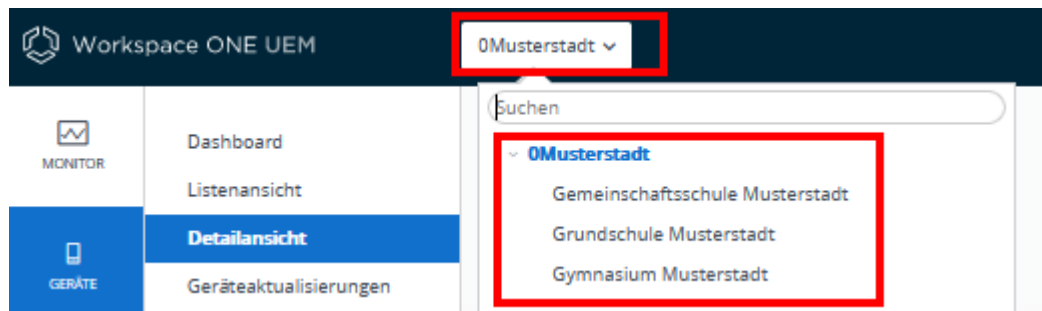 Workspace ONE UEM
0Musterstadt
Suchen
MONITOR
GERÄTE
Dashboard
Listenansicht
Detailansicht
Geräteaktualisierungen
0Musterstadt
Gemeinschaftsschule Musterstadt
Grundschule Musterstadt
Gymnasium Musterstadt